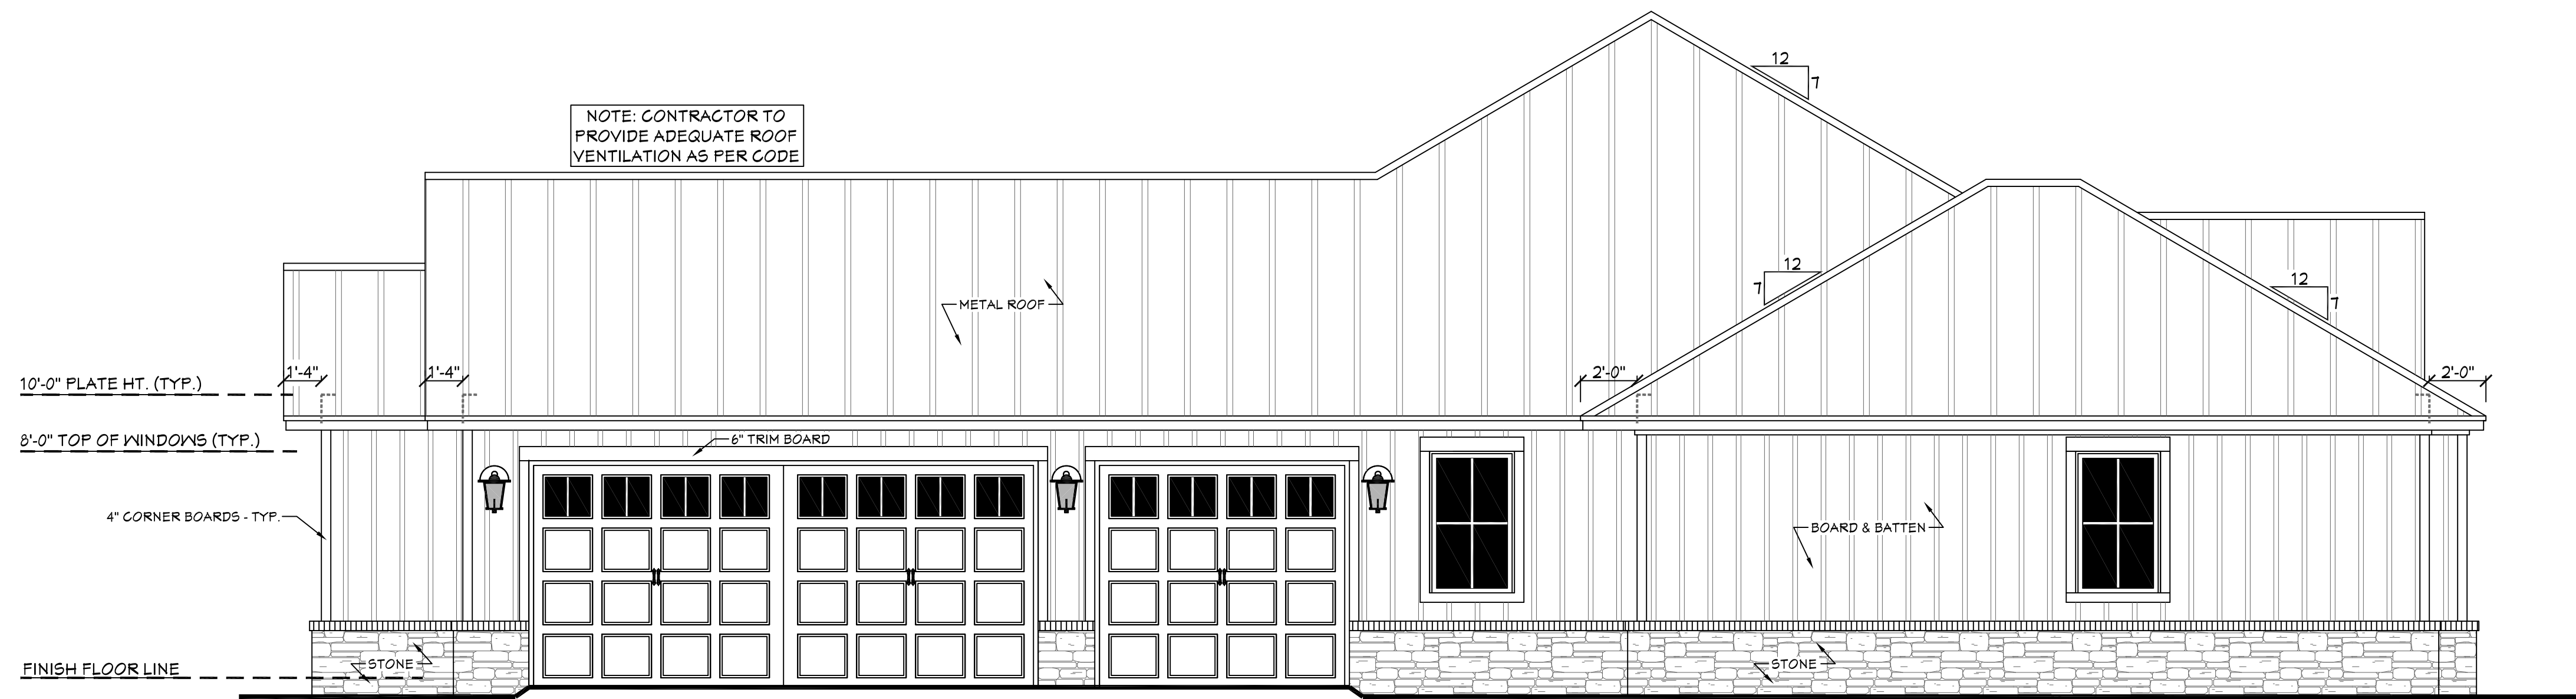 12
7
NOTE: CONTRACTOR TO
PROVIDE ADEQUATE ROOF
VENTILATION AS PER CODE
12
7
12
7
METAL ROOF
1'-4"
1'-4"
2'-0"
2'-0"
10'-0" PLATE HT. (TYP.)
8'-0" TOP OF WINDOWS (TYP.)
6" TRIM BOARD
4" CORNER BOARDS - TYP.
BOARD & BATTEN
FINISH FLOOR LINE
STONE
STONE